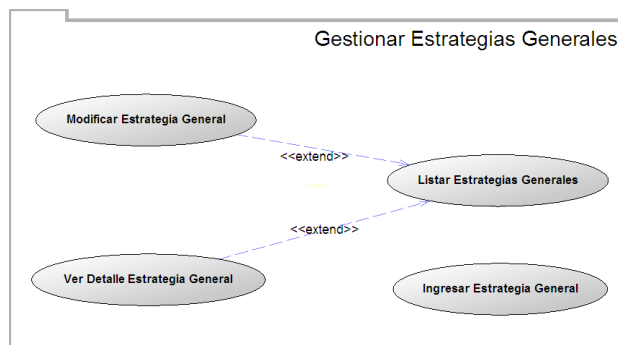 Gestionar Estrategias Generales
Modificar Estrategia General
<<extend>>
Listar Estrategias Generales
<<extend>>
Ver Detalle Estrategia General
Ingresar Estrategia General